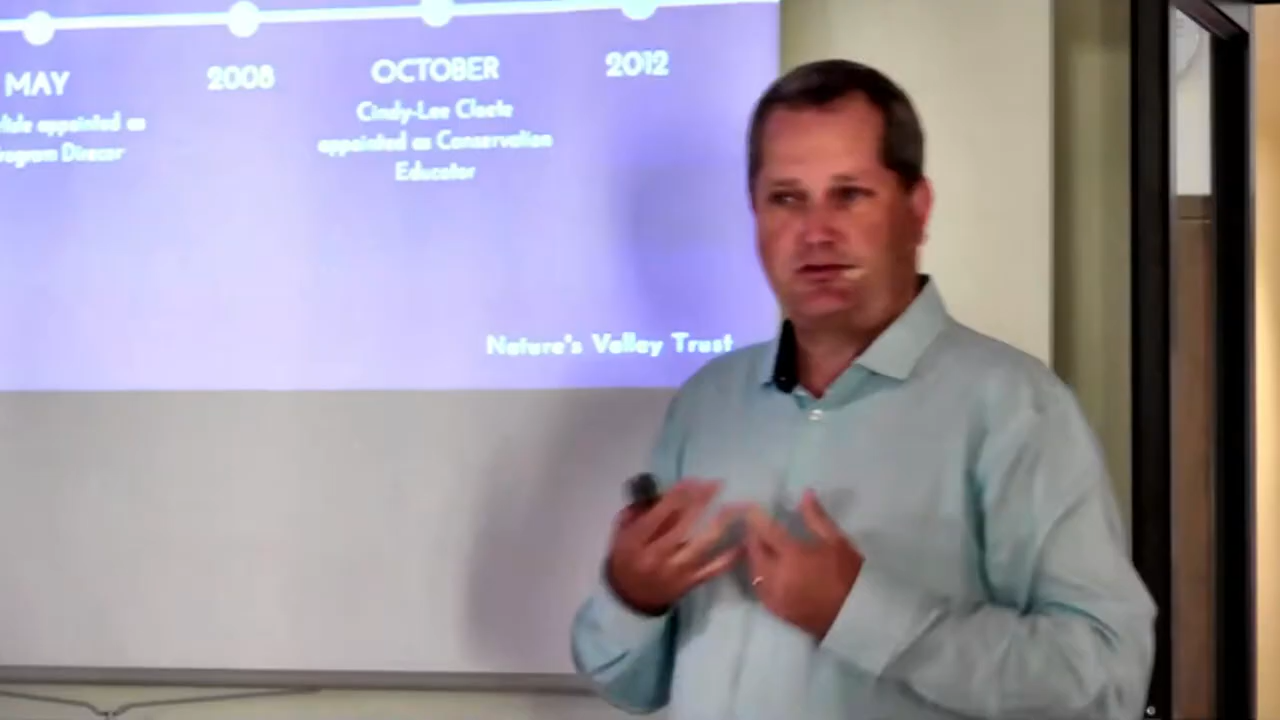 MAY
2008
OCTOBER
2012
appointed as
Cindy-Lee Cloete
appointed as Conservation
Educator
Nature's Valley Trust